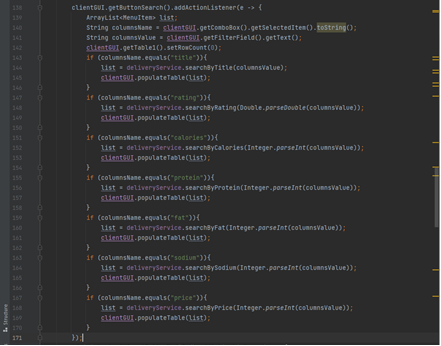 138 clientGUI.getButtonSearch().addActionListener(e -> {
139 ArrayList<MenuItem> list;
140 String columnsName = clientGUI.getComboBox().getSelectedItem().toString();
141 String columnsValue = clientGUI.getFilterField().getText();
142 clientGUI.getTable1().setRowCount(0);
143 if (columnsName.equals("title")){
144 list = deliveryService.searchByTitle(columnsValue);
145 clientGUI.populateTable(list);
146 }
147 if (columnsName.equals("rating")){
148 list = deliveryService.searchByRating(Double.parseDouble(columnsValue));
149 clientGUI.populateTable(list);
150 }
151 if (columnsName.equals("calories")){
152 list = deliveryService.searchByCalories(Integer.parseInt(columnsValue));
153 clientGUI.populateTable(list);
154 }
155 if (columnsName.equals("protein")){
156 list = deliveryService.searchByProtein(Integer.parseInt(columnsValue));
157 clientGUI.populateTable(list);
158 }
159 if (columnsName.equals("fat")){
160 list = deliveryService.searchByFat(Integer.parseInt(columnsValue));
161 clientGUI.populateTable(list);
162 }
163 if (columnsName.equals("sodium")){
164 list = deliveryService.searchBySodium(Integer.parseInt(columnsValue));
165 clientGUI.populateTable(list);
166 }
167 if (columnsName.equals("price")){
168 list = deliveryService.searchByPrice(Integer.parseInt(columnsValue));
169 clientGUI.populateTable(list);
170 }
171 });
Structure